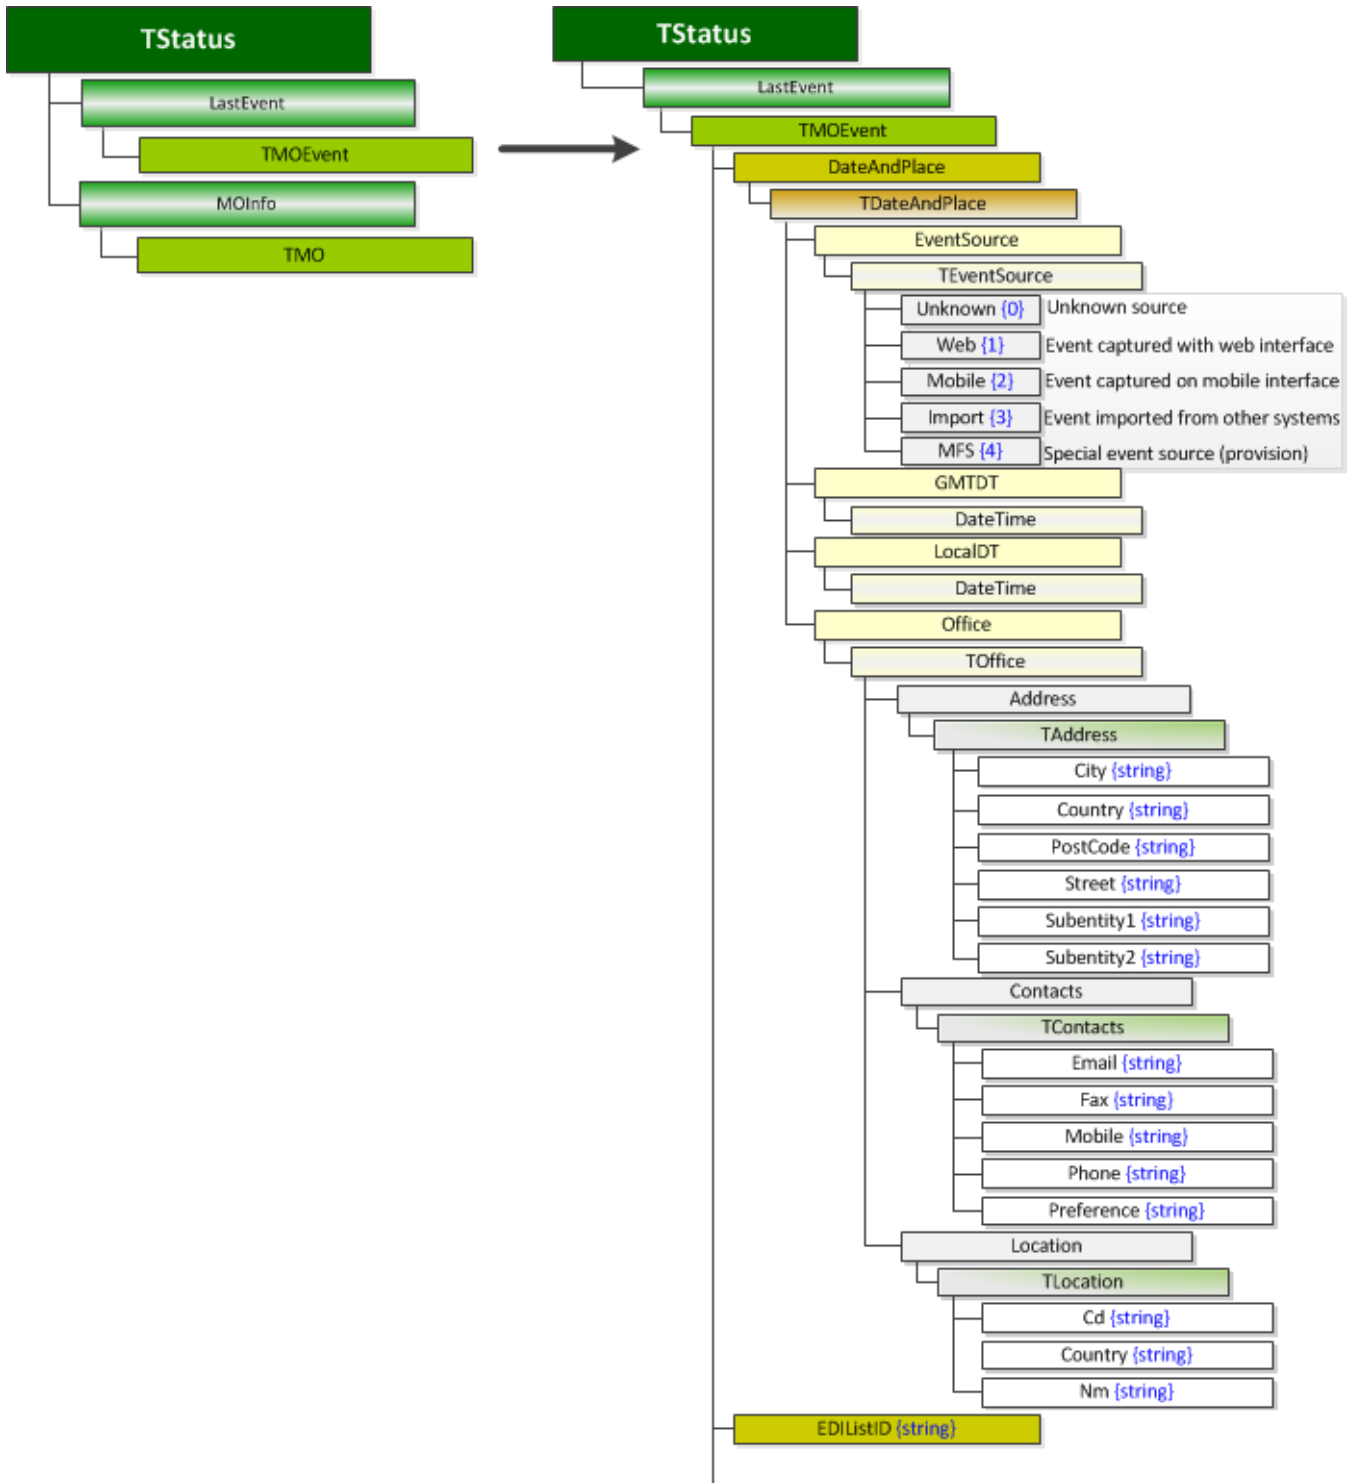 TStatus
LastEvent
TMOEvent
MOInfo
TMO
TStatus
LastEvent
TMOEvent
DateAndPlace
TDateAndPlace
EventSource
TEventSource
Unknown {0} Unknown source
Web {1} Event captured with web interface
Mobile {2} Event captured on mobile interface
Import {3} Event imported from other systems
MFS {4} Special event source (provision)
GMTDT
DateTime
LocalDT
DateTime
Office
TOffice
Address
TAddress
City {string}
Country {string}
PostCode {string}
Street {string}
Subentity1 {string}
Subentity2 {string}
Contacts
TContacts
Email {string}
Fax {string}
Mobile {string}
Phone {string}
Preference {string}
Location
TLocation
Cd {string}
Country {string}
Nm {string}
EDIListID {string}